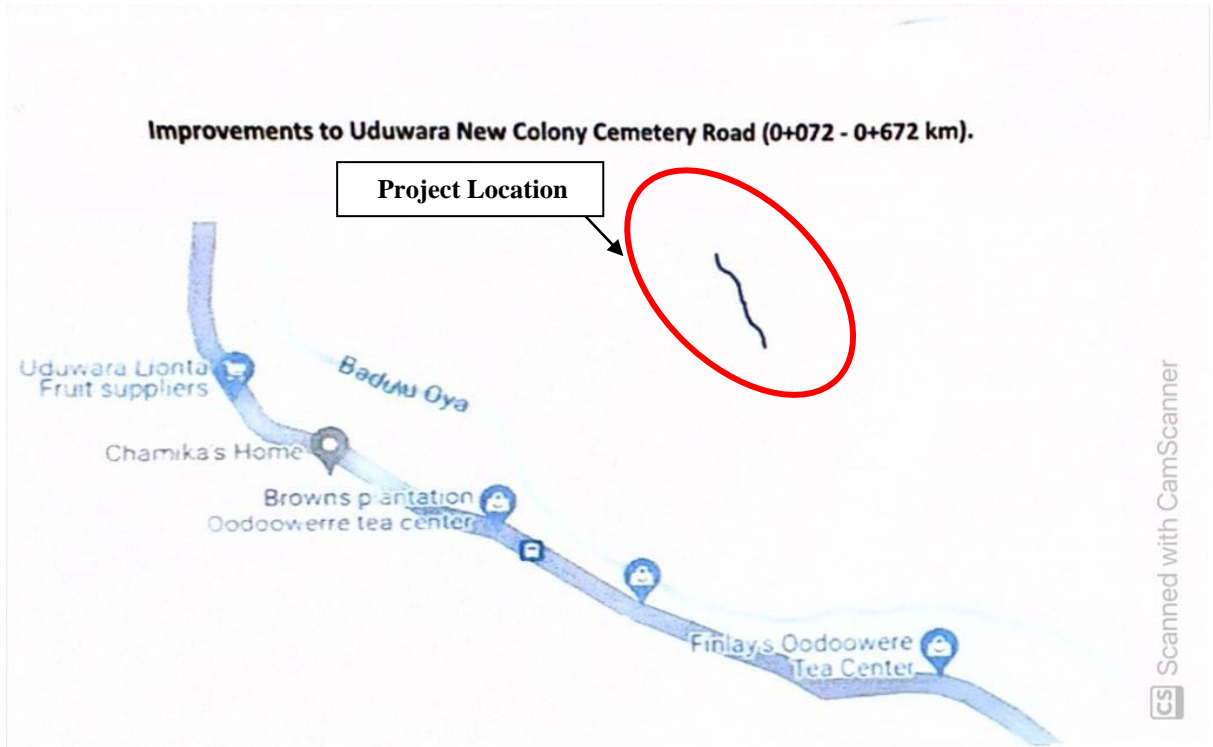 Improvements to Uduwara New Colony Cemetery Road (0+072 - 0+672 km).
Project Location
Uduwara Lionta
Fruit suppliers
Badulu Oya
Chamika's Home
Browns plantation
Oodoowerre tea center
Finlay,s Oodoowere
Tea Center
CS Scanned with CamScanner